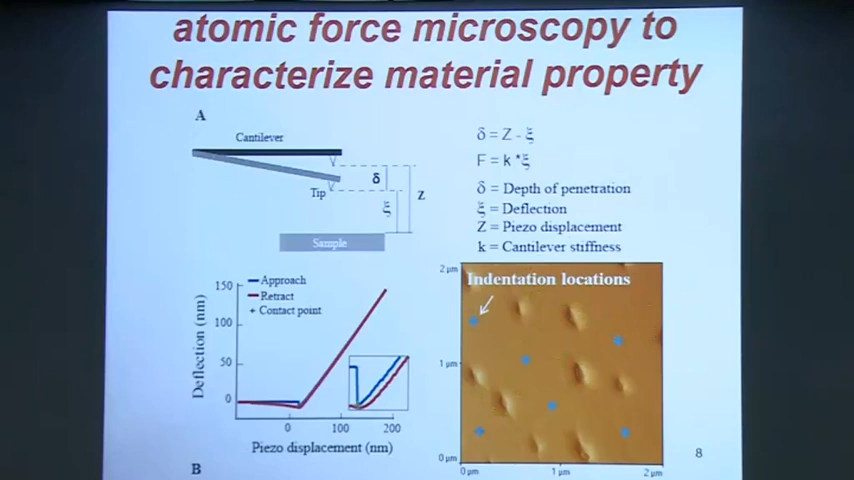 atomic force microscopy to
characterize material property
A
Cantilever
Tip
δ
ξ
Z
Sample
δ = Z - ξ
F = k *ξ
δ = Depth of penetration
ξ = Deflection
Z = Piezo displacement
k = Cantilever stiffness
Deflection (nm)
150
100
50
0
Approach
Retract
+ Contact point
0 100 200
Piezo displacement (nm)
B
2 µm
1 µm
0 µm
Indentation locations
0 µm 1 µm 2 µm
8